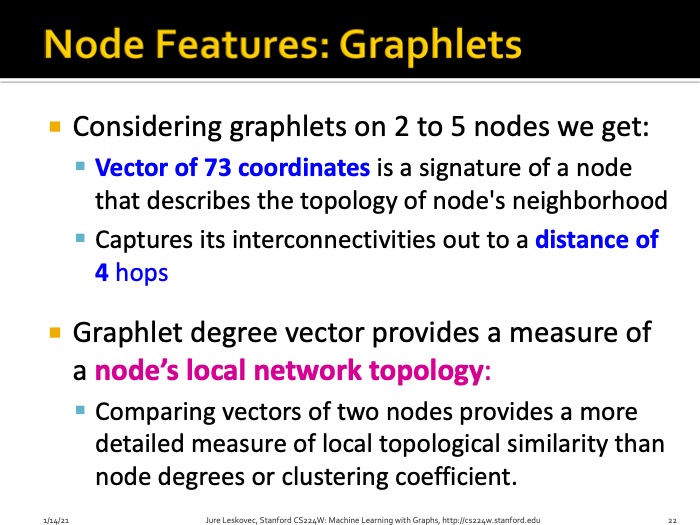 Node Features: Graphlets
Considering graphlets on 2 to 5 nodes we get:
Vector of 73 coordinates is a signature of a node
that describes the topology of node's neighborhood
Captures its interconnectivities out to a distance of
4 hops
Graphlet degree vector provides a measure of
a node’s local network topology:
Comparing vectors of two nodes provides a more
detailed measure of local topological similarity than
node degrees or clustering coefficient.
1/14/21 Jure Leskovec, Stanford CS224W: Machine Learning with Graphs, http://cs224w.stanford.edu 22